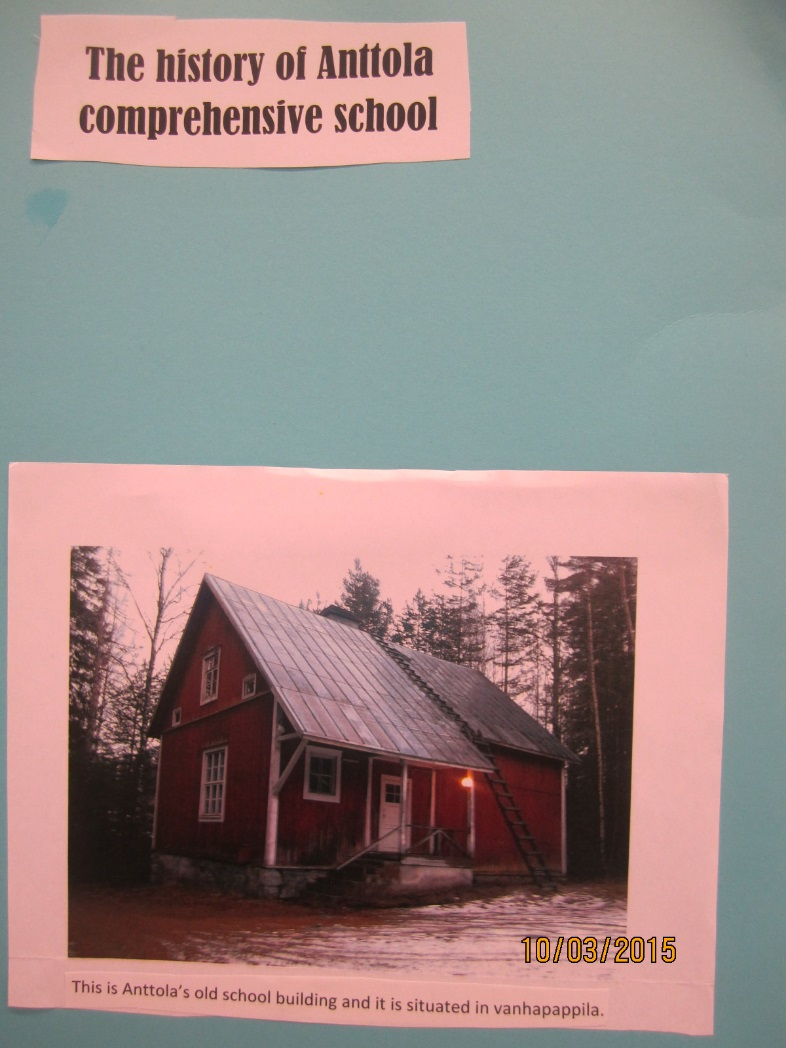 The history of Anttola
comprehensive school
10/03/2015
This is Anttola's old school building and it is situated in vanhapappila.